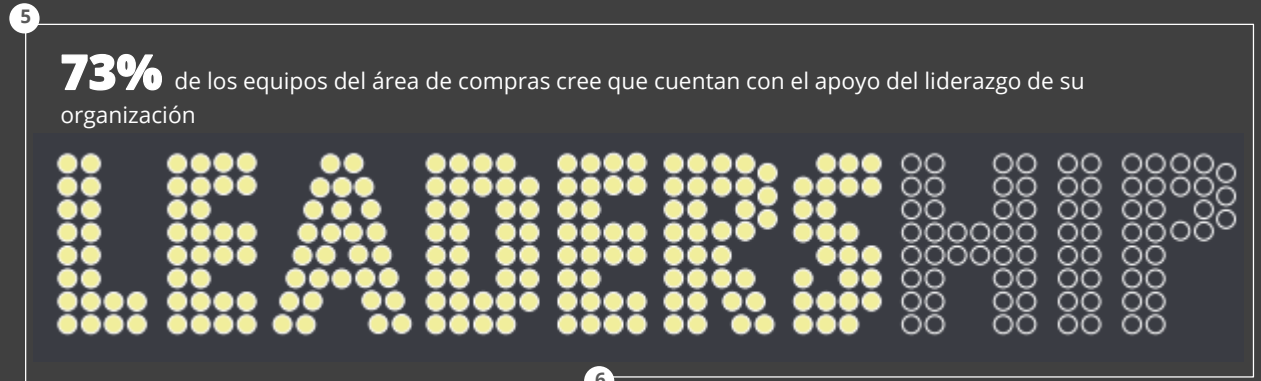 5
73% de los equipos del área de compras cree que cuentan con el apoyo del liderazgo de su
organización
LEADERSHIP
6